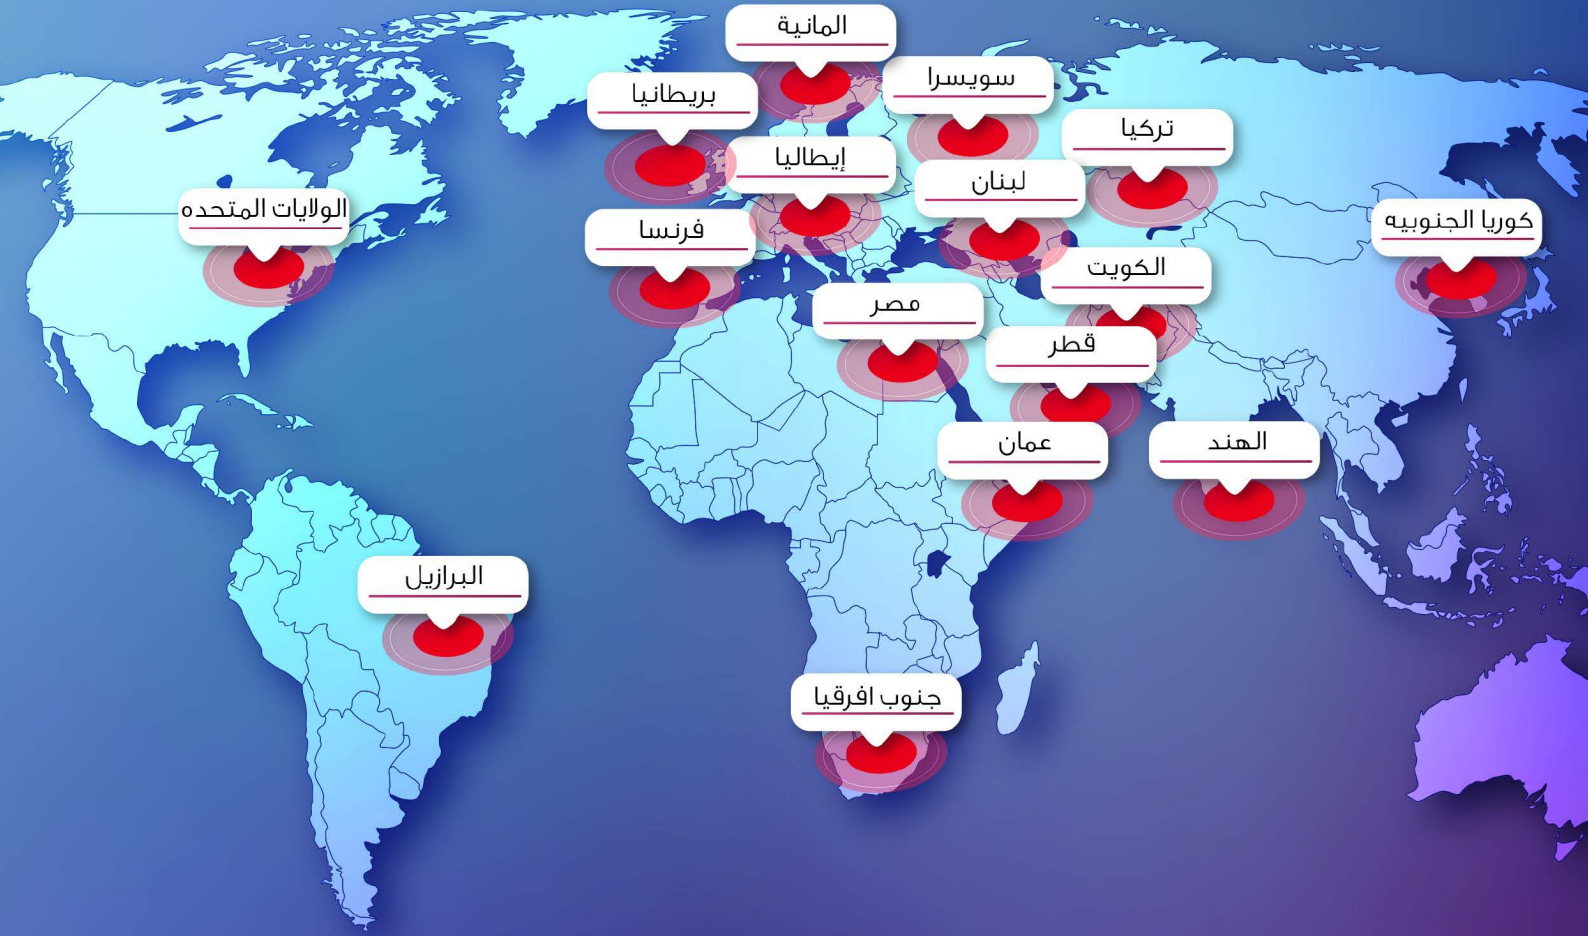 المانية
سويسرا
بريطانيا
تركيا
إيطاليا
لبنان
الولايات المتحده
كوريا الجنوبيه
فرنسا
الكويت
مصر
قطر
عمان
الهند
البرازيل
جنوب افرقيا